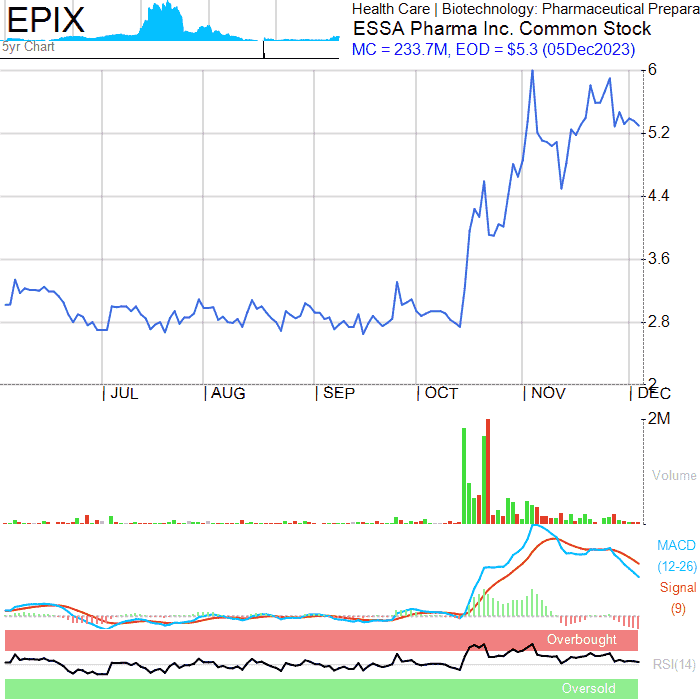 EPIX
5yr Chart
Health Care | Biotechnology: Pharmaceutical Prepara
ESSA Pharma Inc. Common Stock
MC = 233.7M, EOD = $5.3 (05Dec2023)
6
5.2
4.4
3.6
2.8
2
JUL
AUG
SEP
OCT
NOV
DEC
2M
Volume
MACD
(12-26)
Signal
(9)
Overbought
RSI(14)
Oversold